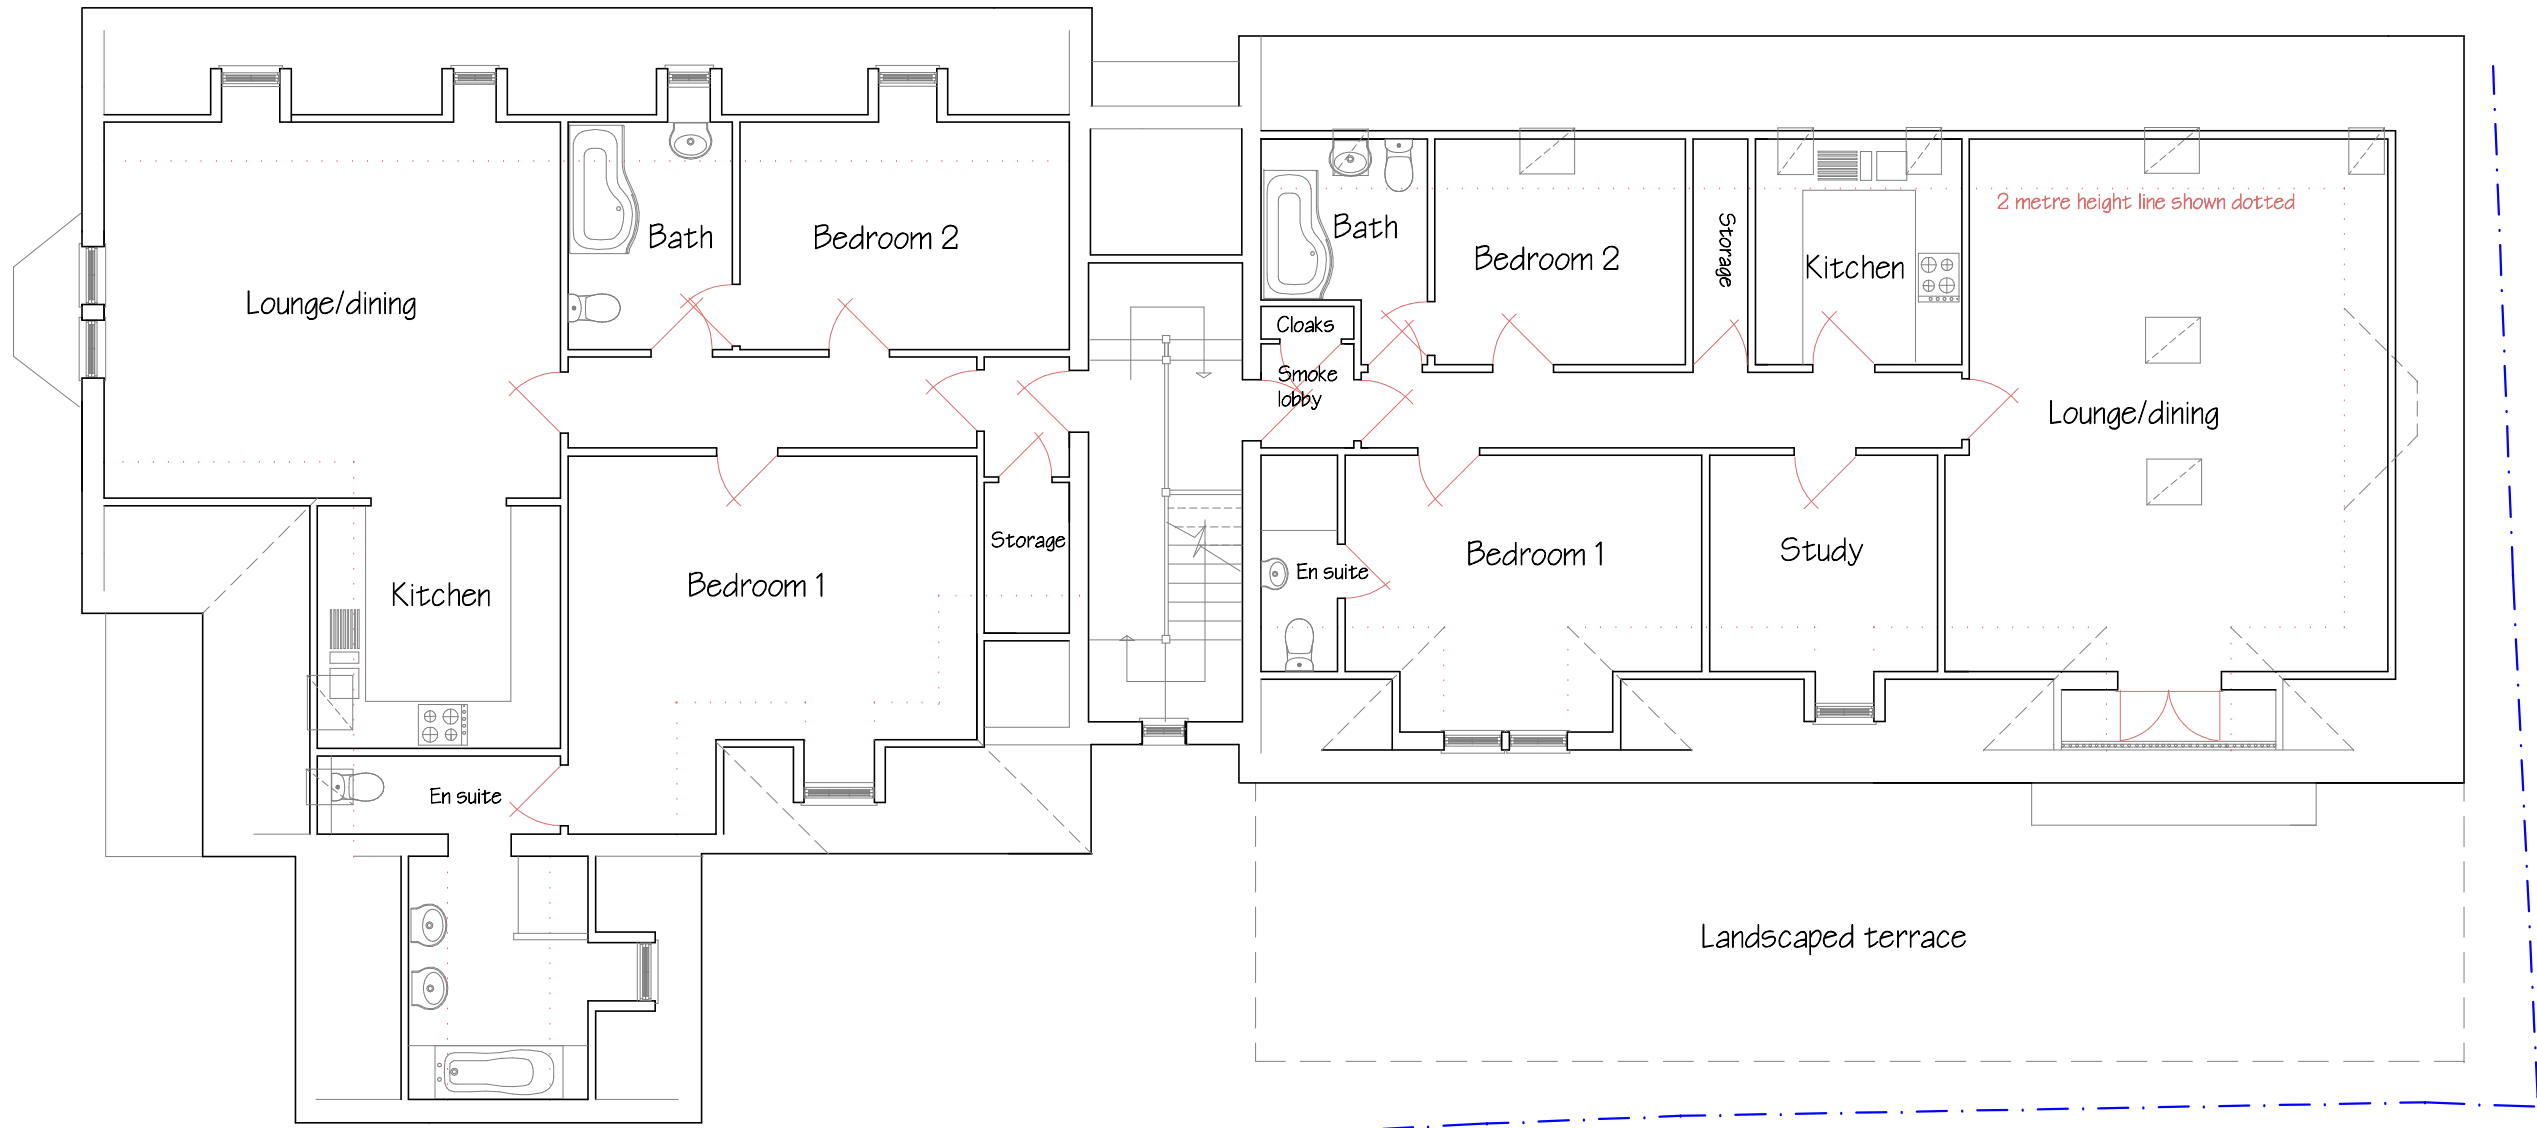 Bath
Bedroom 2
Lounge/dining
Kitchen
Bedroom 1
Storage
En suite
Bath
Cloaks
Smoke
lobby
Bedroom 2
Storage
Kitchen
2 metre height line shown dotted
Lounge/dining
En suite
Bedroom 1
Study
Landscaped terrace